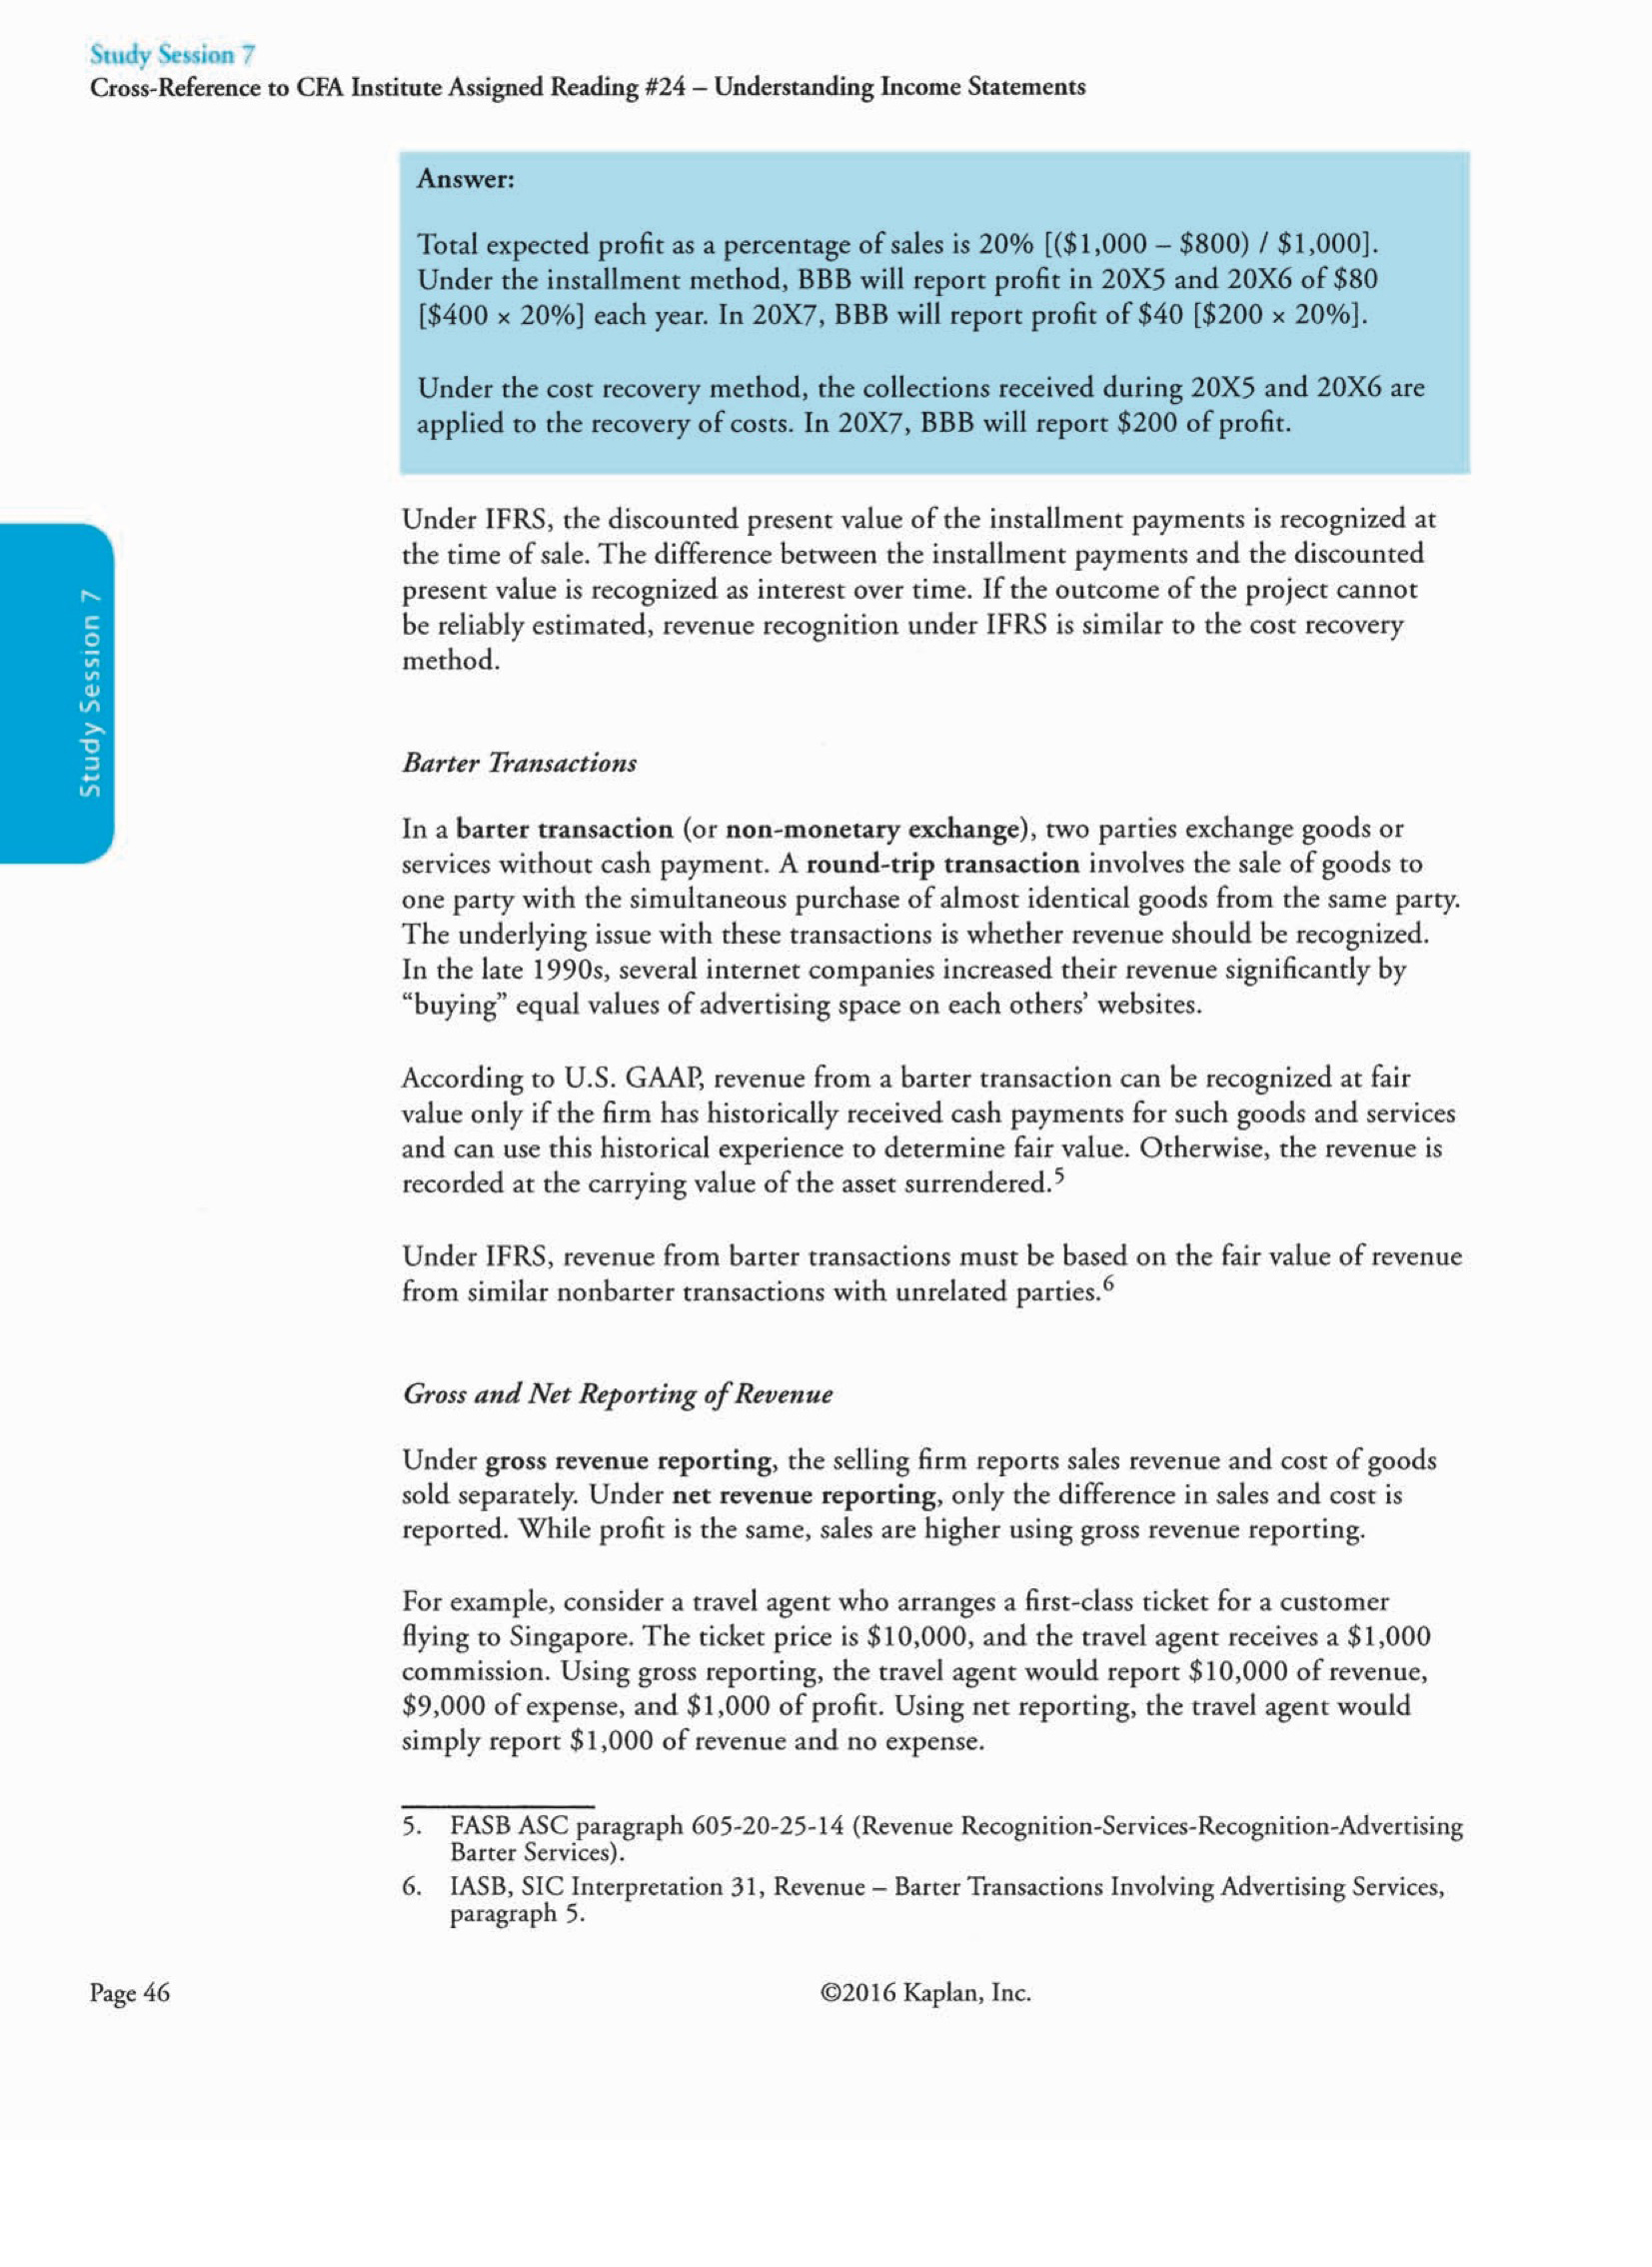 Study Session 7
Cross-Reference to CFA Institute Assigned Reading #24 – Understanding Income Statements
Answer:
Total expected profit as a percentage of sales is 20% [($1,000 – $800) / $1,000].
Under the installment method, BBB will report profit in 20X5 and 20X6 of $80
[$400 × 20%] each year. In 20X7, BBB will report profit of $40 [$200 × 20%].
Under the cost recovery method, the collections received during 20X5 and 20X6 are
applied to the recovery of costs. In 20X7, BBB will report $200 of profit.
Under IFRS, the discounted present value of the installment payments is recognized at
the time of sale. The difference between the installment payments and the discounted
present value is recognized as interest over time. If the outcome of the project cannot
be reliably estimated, revenue recognition under IFRS is similar to the cost recovery
method.
Study Session 7
Barter Transactions
In a barter transaction (or non-monetary exchange), two parties exchange goods or
services without cash payment. A round-trip transaction involves the sale of goods to
one party with the simultaneous purchase of almost identical goods from the same party.
The underlying issue with these transactions is whether revenue should be recognized.
In the late 1990s, several internet companies increased their revenue significantly by
“buying” equal values of advertising space on each others’ websites.
According to U.S. GAAP, revenue from a barter transaction can be recognized at fair
value only if the firm has historically received cash payments for such goods and services
and can use this historical experience to determine fair value. Otherwise, the revenue is
recorded at the carrying value of the asset surrendered.5
Under IFRS, revenue from barter transactions must be based on the fair value of revenue
from similar nonbarter transactions with unrelated parties.6
Gross and Net Reporting of Revenue
Under gross revenue reporting, the selling firm reports sales revenue and cost of goods
sold separately. Under net revenue reporting, only the difference in sales and cost is
reported. While profit is the same, sales are higher using gross revenue reporting.
For example, consider a travel agent who arranges a first-class ticket for a customer
flying to Singapore. The ticket price is $10,000, and the travel agent receives a $1,000
commission. Using gross reporting, the travel agent would report $10,000 of revenue,
$9,000 of expense, and $1,000 of profit. Using net reporting, the travel agent would
simply report $1,000 of revenue and no expense.
5. FASB ASC paragraph 605-20-25-14 (Revenue Recognition-Services-Recognition-Advertising
Barter Services).
6. IASB, SIC Interpretation 31, Revenue – Barter Transactions Involving Advertising Services,
paragraph 5.
Page 46
©2016 Kaplan, Inc.